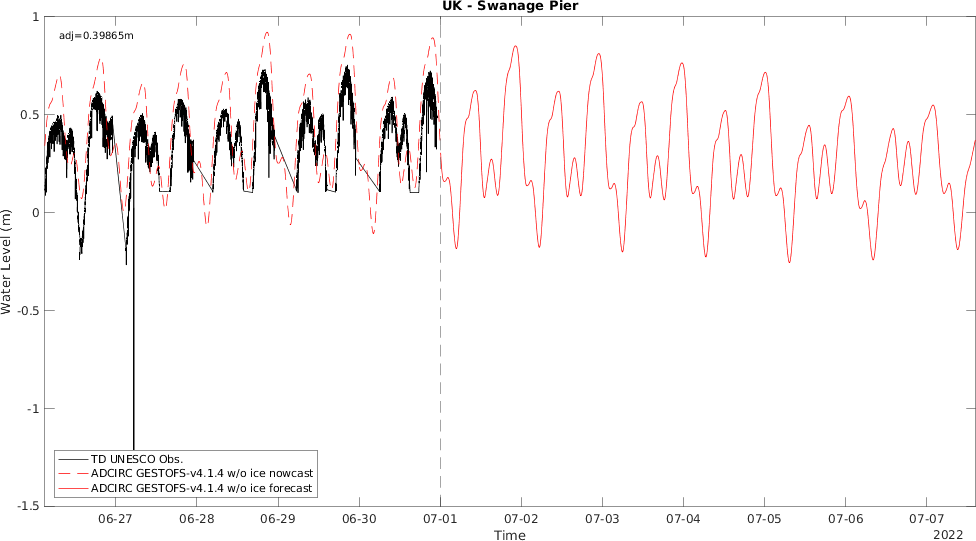 UK - Swanage Pier
adj=0.39865m
1
0.5
0
-0.5
-1
-1.5
Water Level (m)
TD UNESCO Obs.
ADCIRC GESTOFS-v4.1.4 w/o ice nowcast
ADCIRC GESTOFS-v4.1.4 w/o ice forecast
06-27 06-28 06-29 06-30 07-01 07-02 07-03 07-04 07-05 07-06 07-07
Time
2022